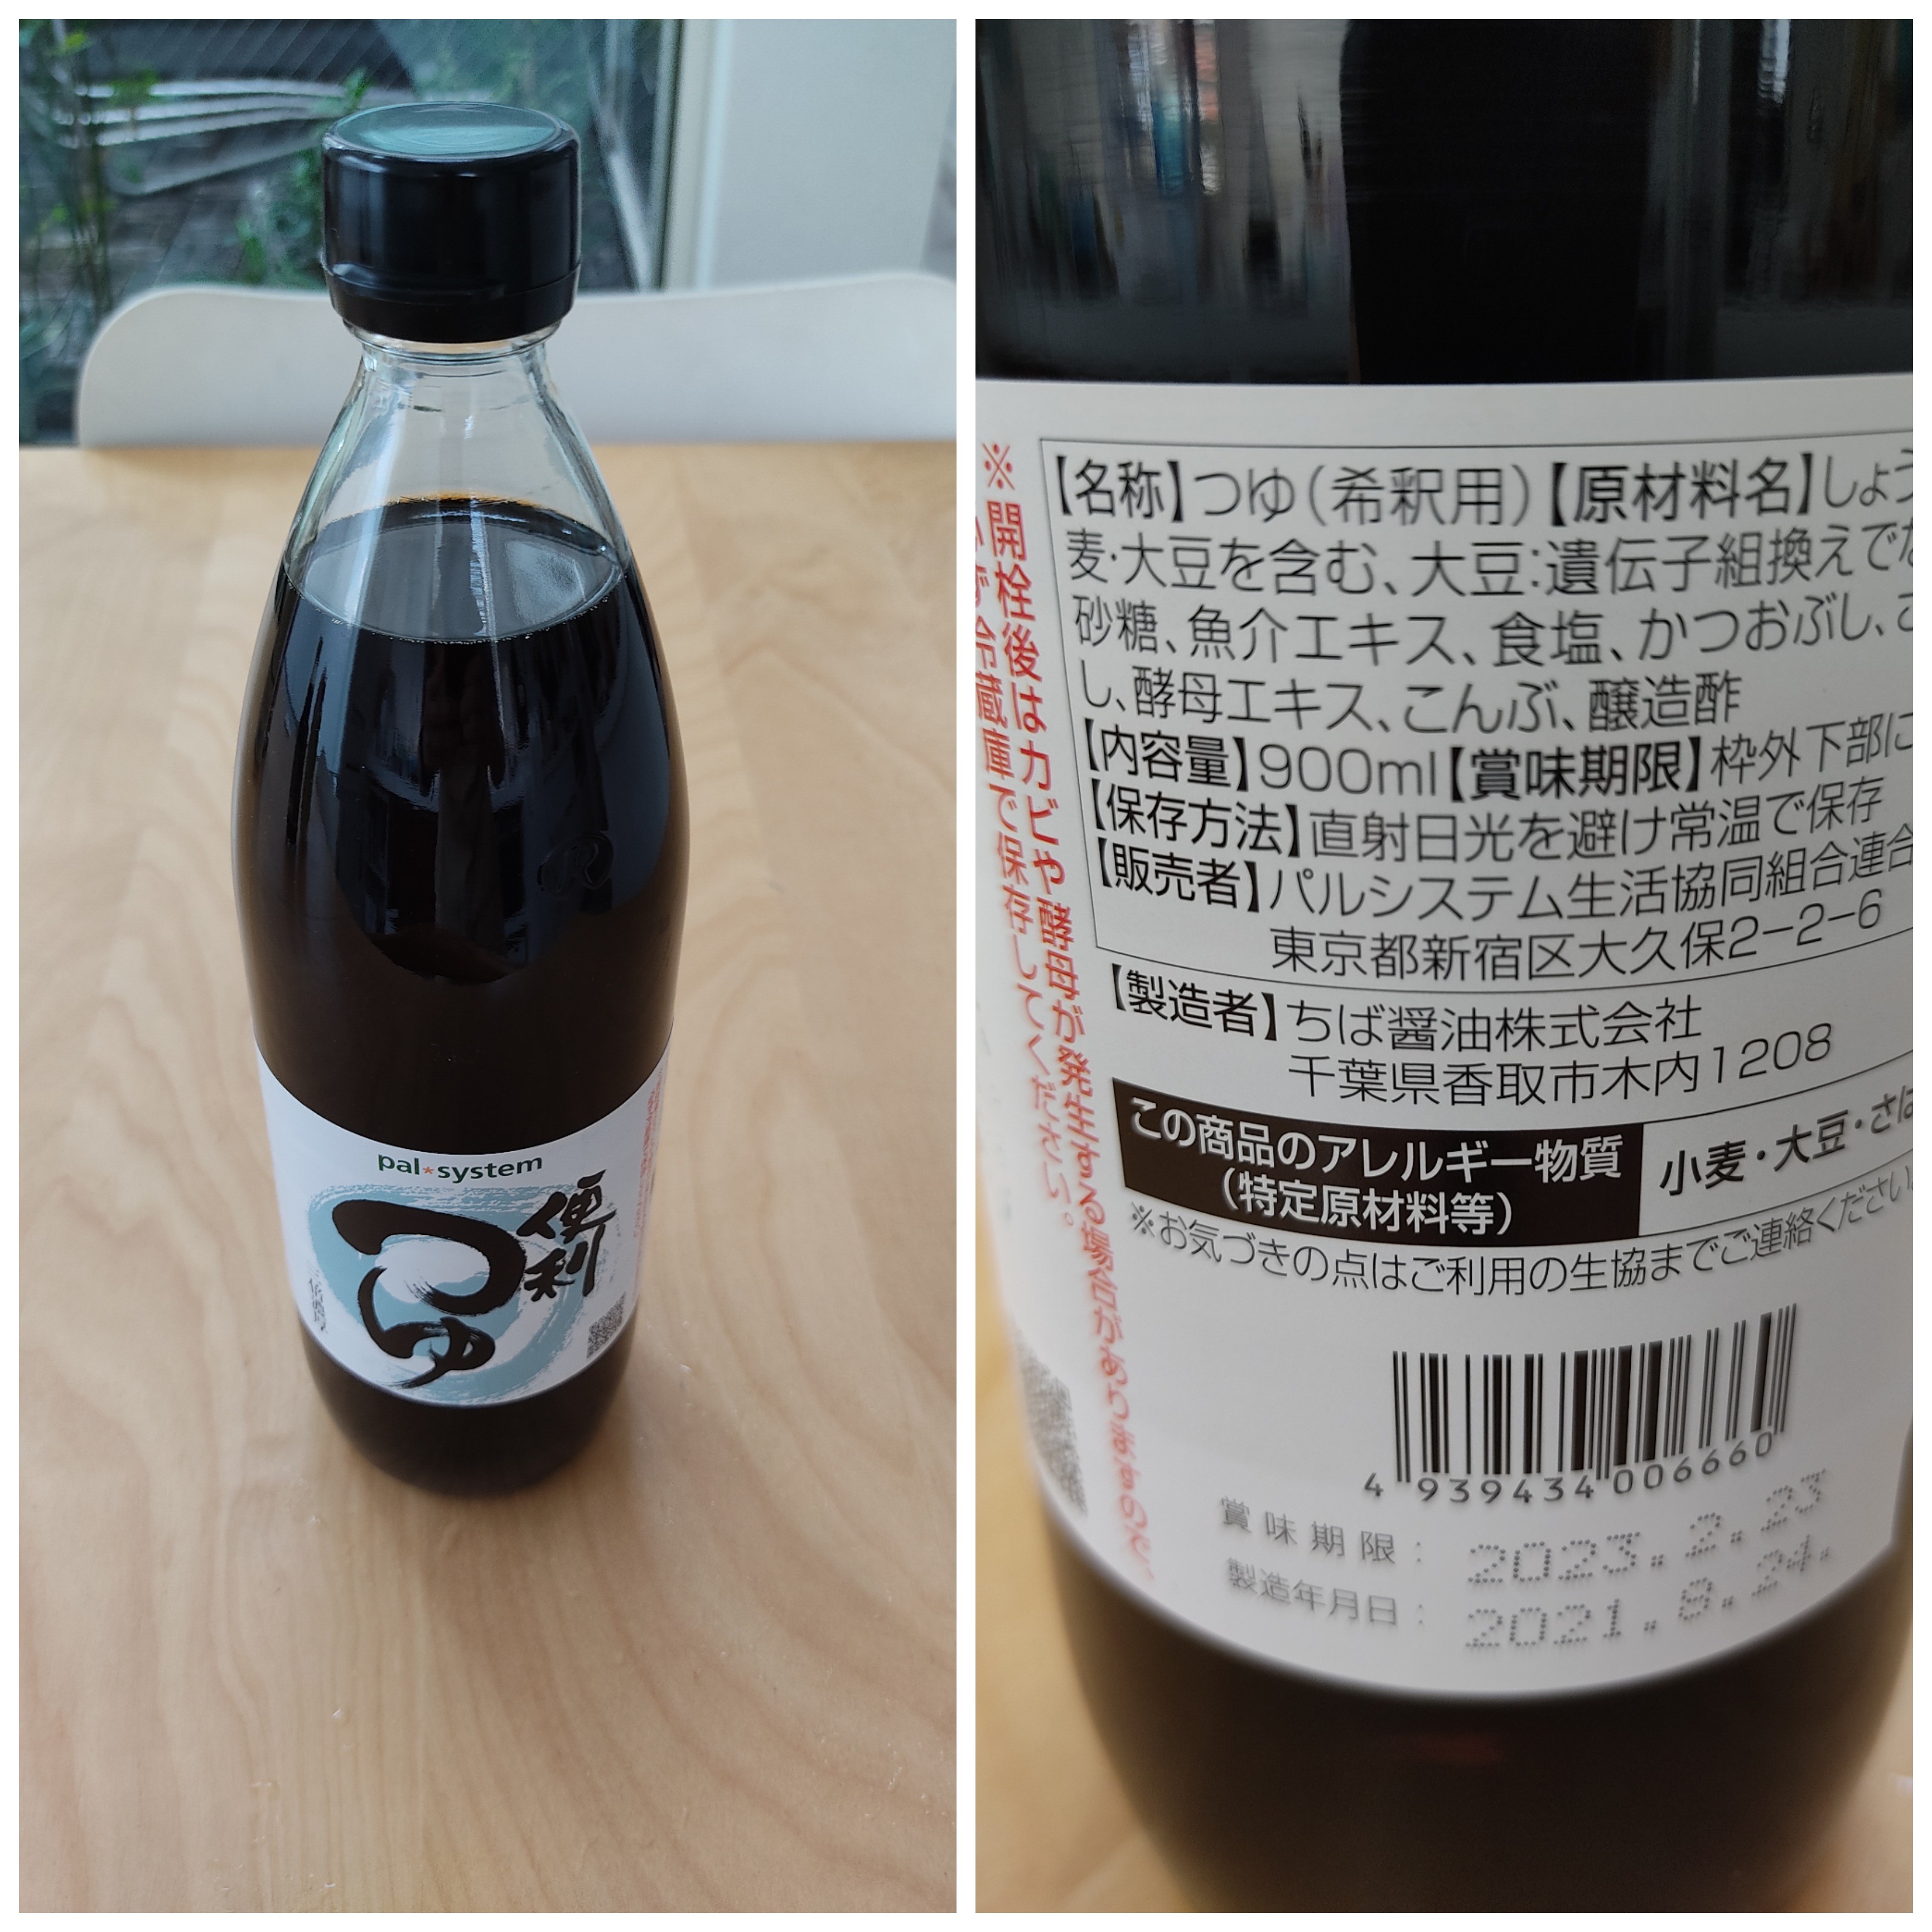 pal*system
便利
つゆ
※開栓後はカビや酵母が発生する場合がありますので、
必ず冷蔵庫で保存してください。
【名称】つゆ(希釈用)【原材料名】しょう
麦・大豆を含む、大豆:遺伝子組換えでな
砂糖、魚介エキス、食塩、かつおぶし、
し、酵母エキス、こんぶ、醸造酢
【内容量】900ml【賞味期限】枠外下部に
【保存方法】直射日光を避け常温で保存
【販売者】パルシステム生活協同組合連合
東京都新宿区大久保2-2-6
【製造者】ちば醤油株式会社
千葉県香取市木内1208
この商品のアレルギー物質
(特定原材料等)
小麦・大豆・さば
※お気づきの点はご利用の生協までご連絡ください。
4 939434 006660
賞味期限: 2023.2.23
製造年月日: 2021.8.24.